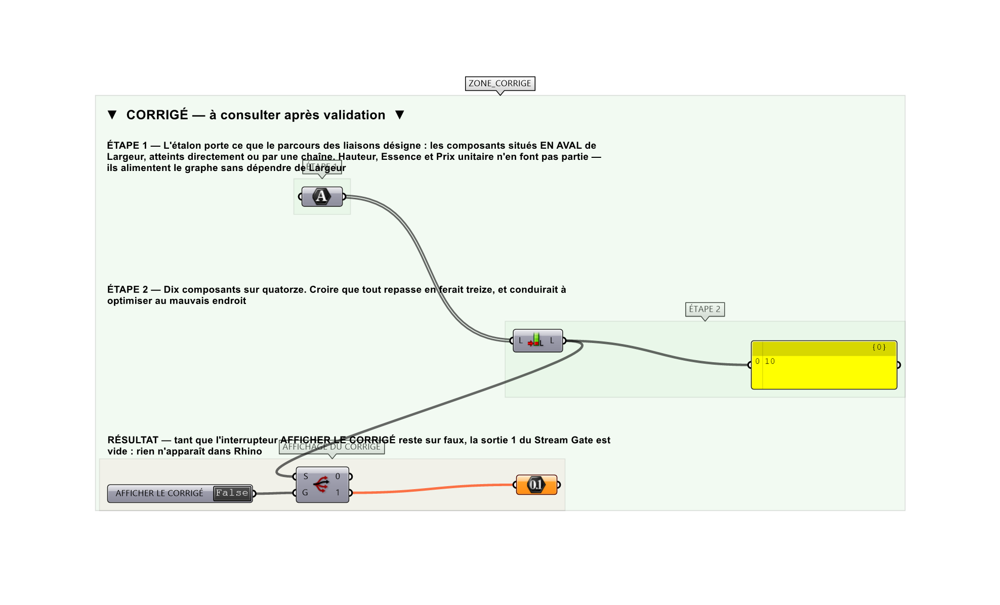 ZONE_CORRIGE
▼ CORRIGÉ — à consulter après validation ▼
ÉTAPE 1 — L'étalon porte ce que le parcours des liaisons désigne : les composants situés EN AVAL de
Largeur, atteints directement ou par une chaîne. Hauteur, Essence et Prix unitaire n'en font pas partie —
ils alimentent le graphe sans dépendre de Largeur
ÉTAPE 1
A
ÉTAPE 2 — Dix composants sur quatorze. Croire que tout repasse en ferait treize, et conduirait à
optimiser au mauvais endroit
ÉTAPE 2
L L L
{0}
0 10
RÉSULTAT — tant que l'interrupteur AFFICHER LE CORRIGÉ reste sur faux, la sortie 1 du Stream Gate est
vide : rien n'apparaît dans Rhino
AFFICHAGE DU CORRIGÉ
S 0
G 1
AFFICHER LE CORRIGÉ False
0.1